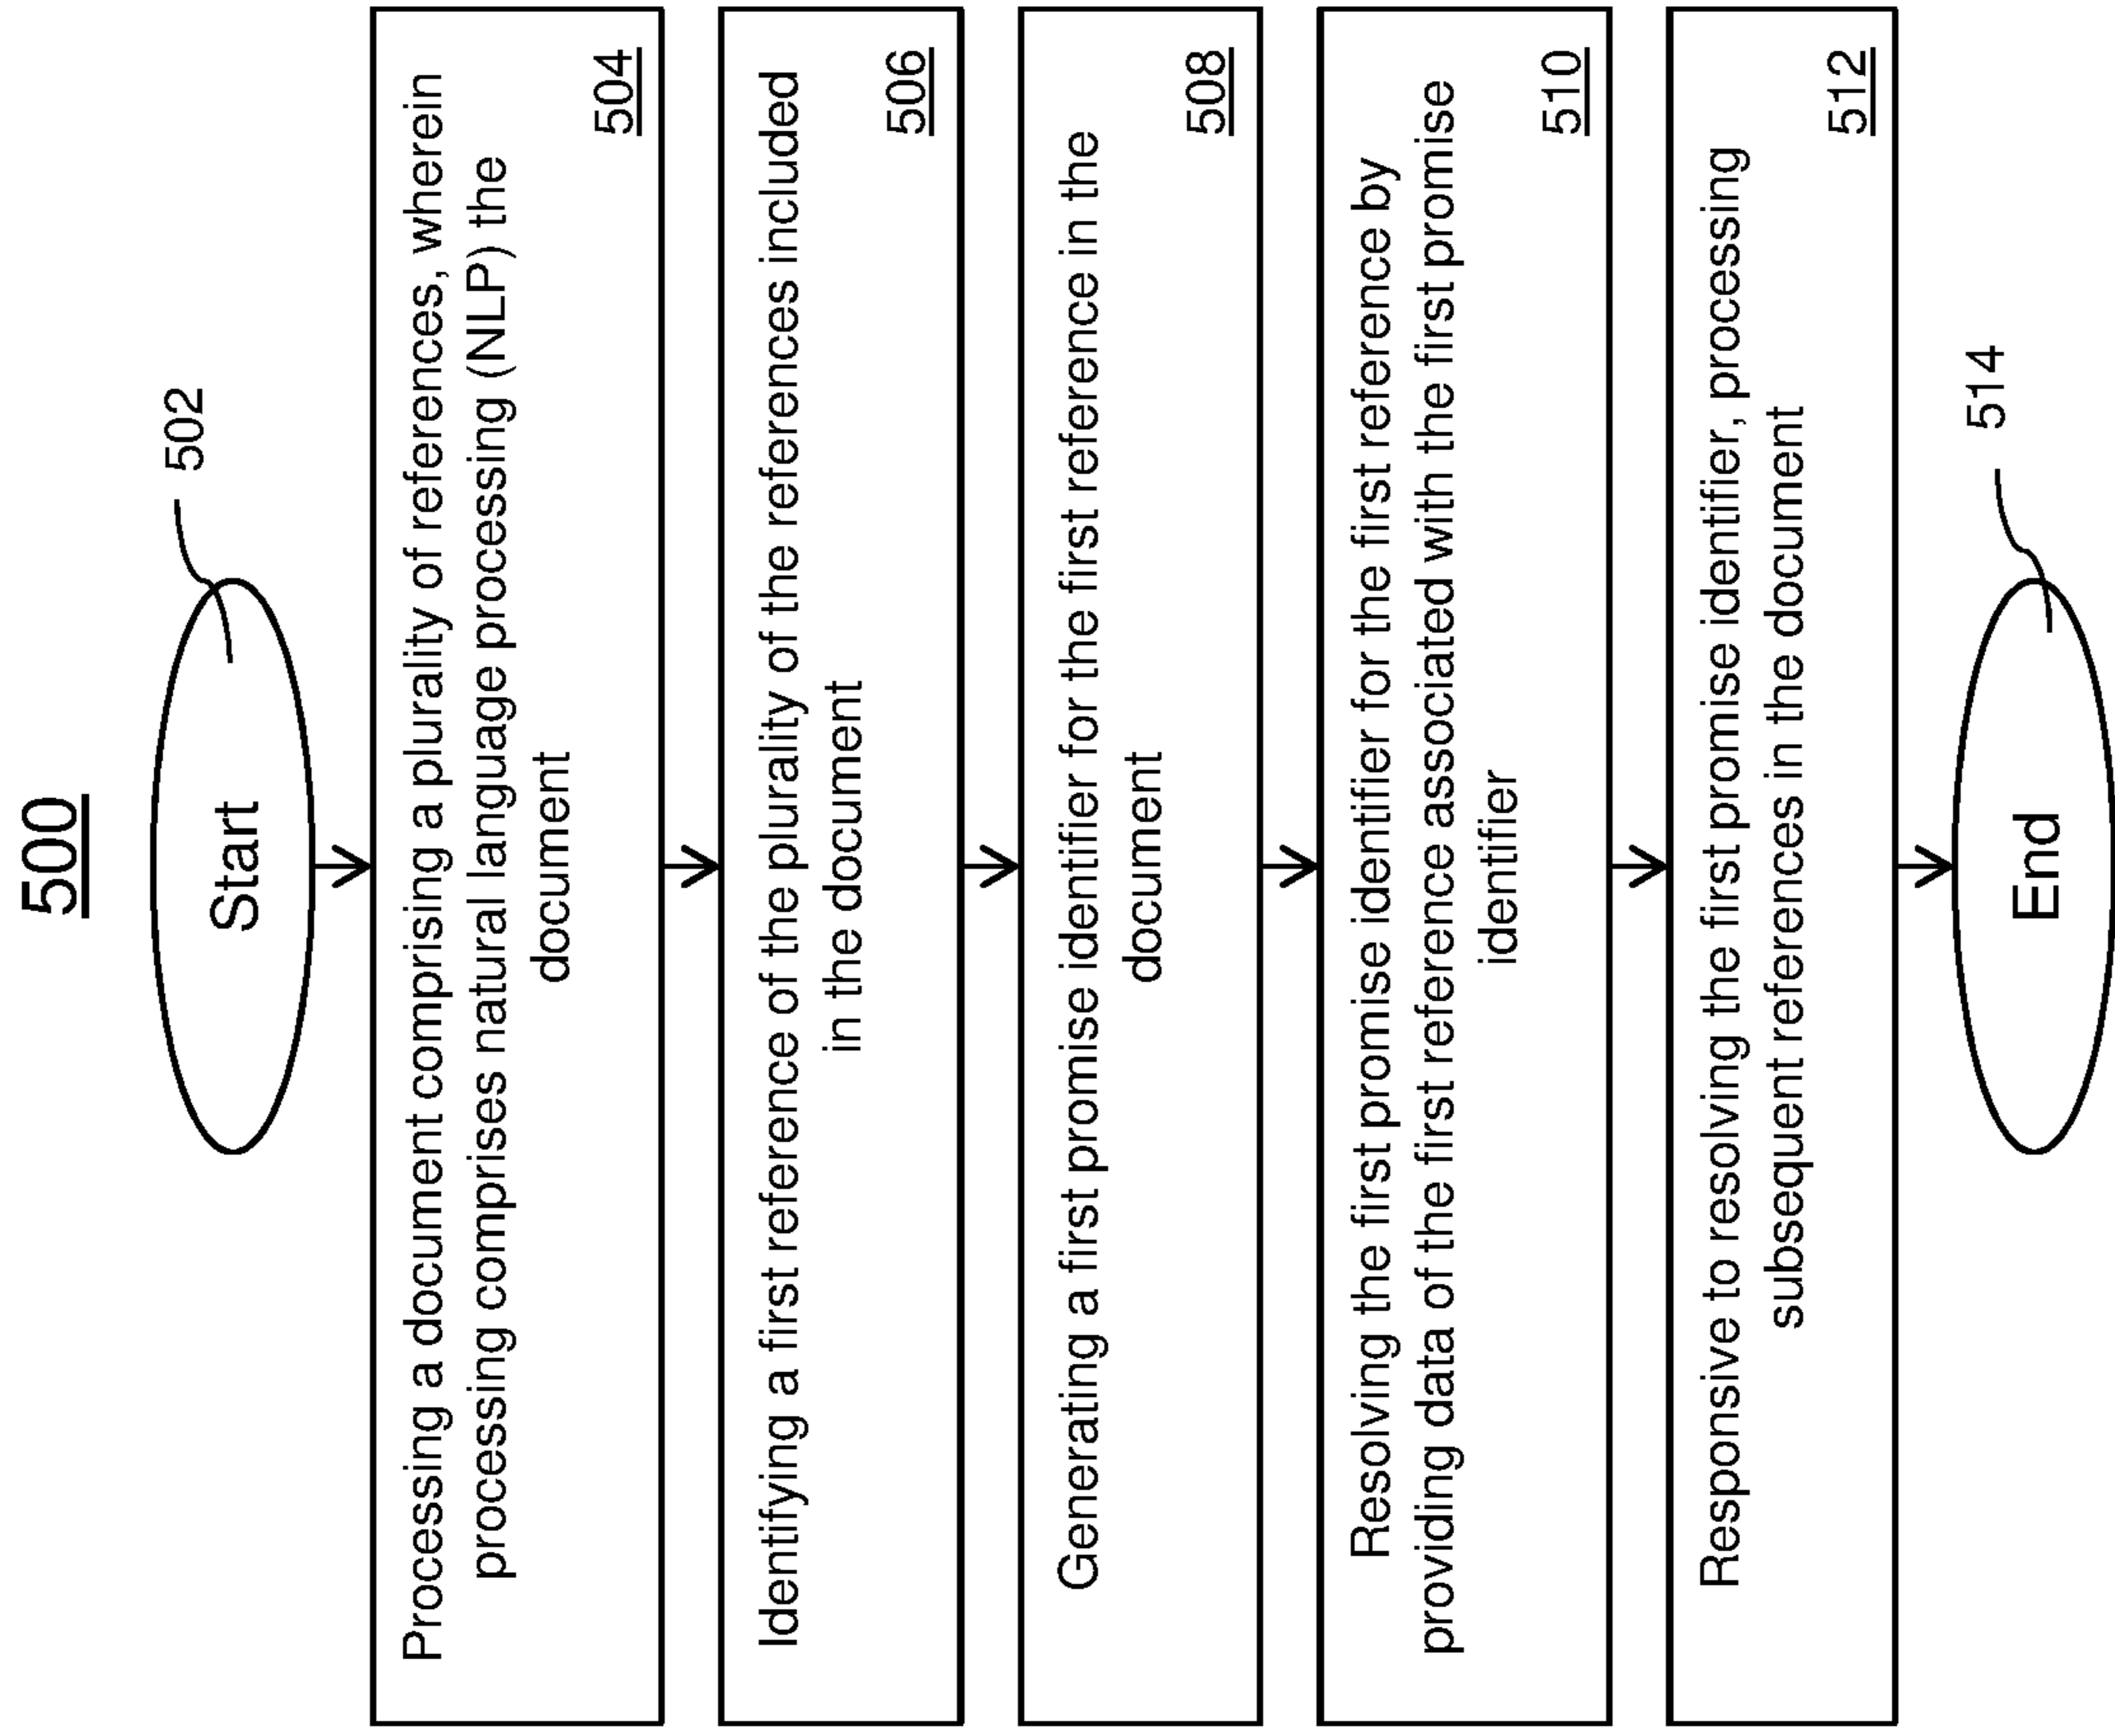 500
502
Start
Processing a document comprising a plurality of references, wherein
processing comprises natural language processing (NLP) the
document
504
Identifying a first reference of the plurality of the references included
in the document
506
Generating a first promise identifier for the first reference in the
document
508
Resolving the first promise identifier for the first reference by
providing data of the first reference associated with the first promise
identifier
510
Responsive to resolving the first promise identifier, processing
subsequent references in the document
512
514
End